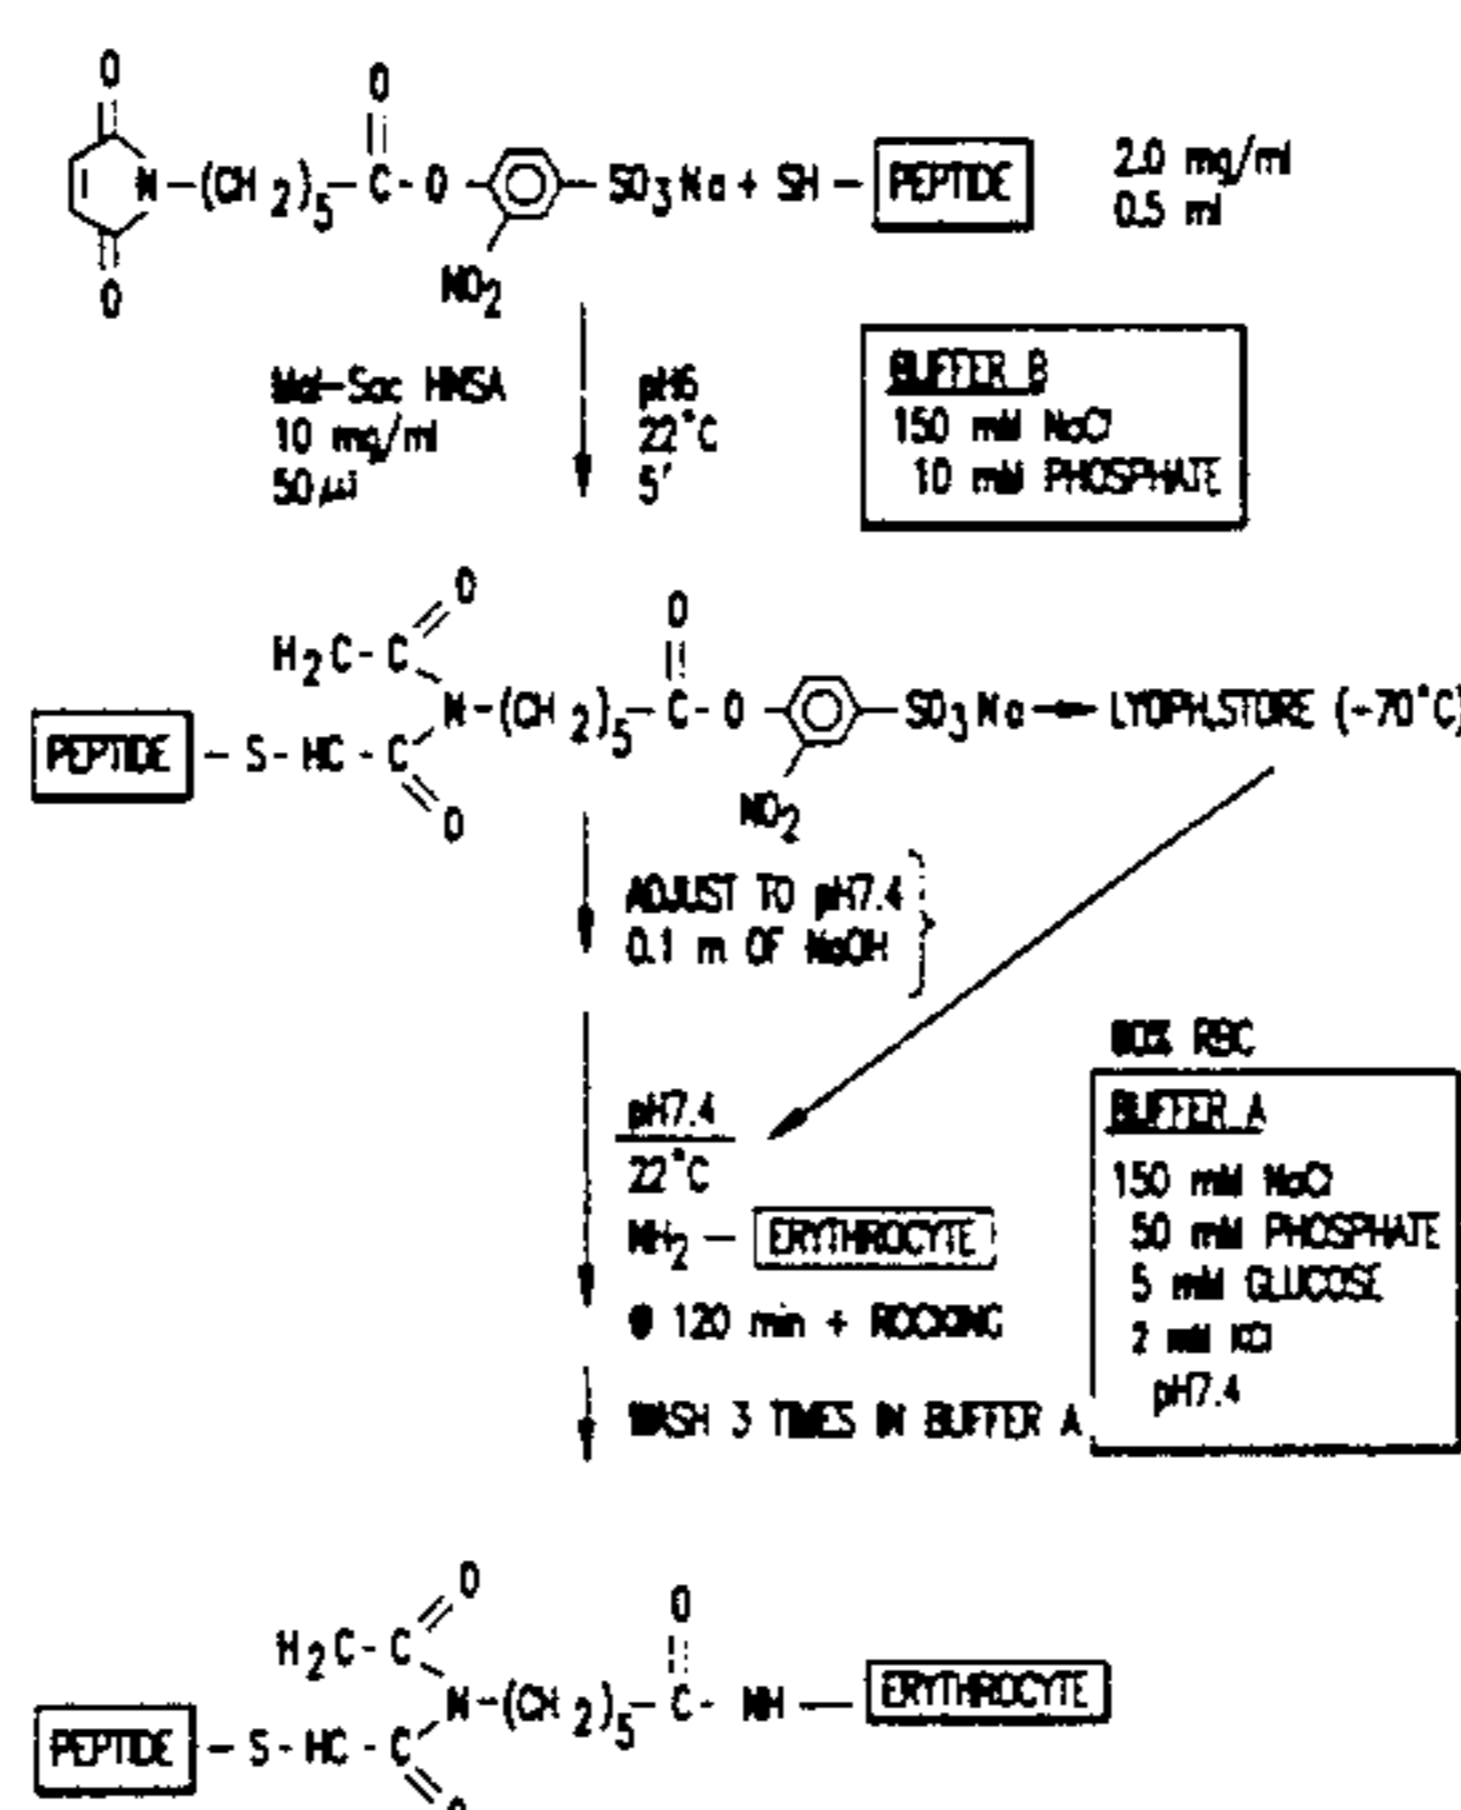 O O
N-(CH2)5-C-O- -SO3Na + SH-PEPTIDE 2.0 mg/ml
0.5 ml
O NO2
Mal-Sac HNSA
10 mg/ml
50 µl
pH6
22°C
5'
BUFFER B
150 mM NaCl
10 mM PHOSPHATE
O O
H2C-C
N-(CH2)5-C-O- -SO3Na → LYOPH.STORE (-70°C)
PEPTIDE -S-HC-C
O NO2
ADJUST TO pH7.4
0.1 m OF NaOH
pH7.4
22°C
NH2-ERYTHROCYTE
120 min + ROCKING
WASH 3 TIMES IN BUFFER A
RBC
BUFFER A
150 mM NaCl
50 mM PHOSPHATE
5 mM GLUCOSE
2 mM KCl
pH7.4
O O
H2C-C
N-(CH2)5-C-NH-ERYTHROCYTE
PEPTIDE -S-HC-C
O